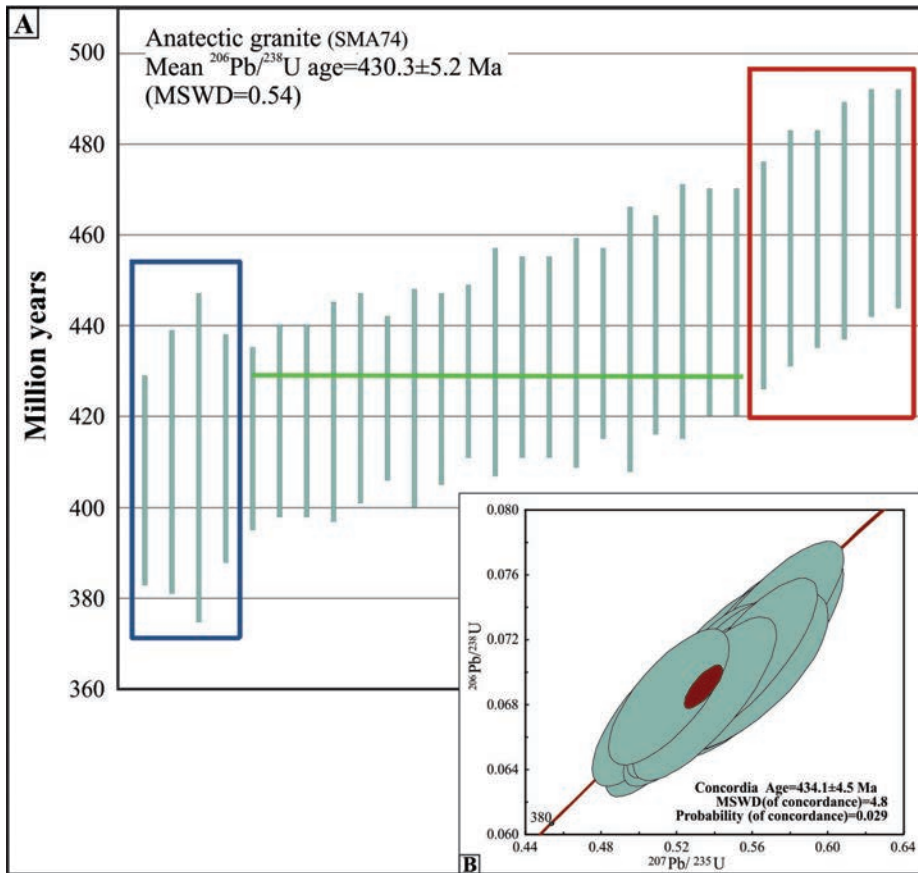 A
Anatectic granite (SMA74)
Mean ²⁰⁶Pb/²³⁸U age=430.3±5.2 Ma
(MSWD=0.54)
Million years
500
480
460
440
420
400
380
360
B
²⁰⁶Pb/²³⁸U
0.080
0.076
0.072
0.068
0.064
0.060
380
Concordia Age=434.1±4.5 Ma
MSWD(of concordance)=4.8
Probability (of concordance)=0.029
0.44 0.48 0.52 0.56 0.60 0.64
²⁰⁷Pb/ ²³⁵U